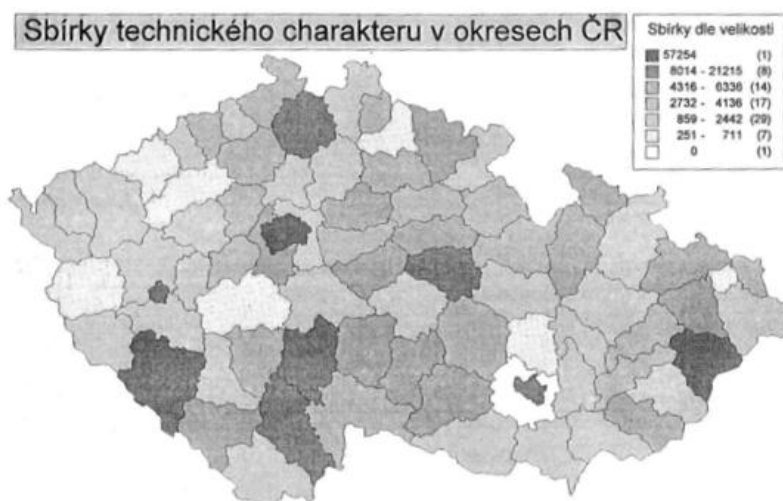 Sbírky technického charakteru v okresech ČR
Sbírky dle velikosti
57254 (1)
8014 - 21215 (8)
4316 - 6336 (14)
2732 - 4136 (17)
859 - 2442 (29)
251 - 711 (7)
0 (1)